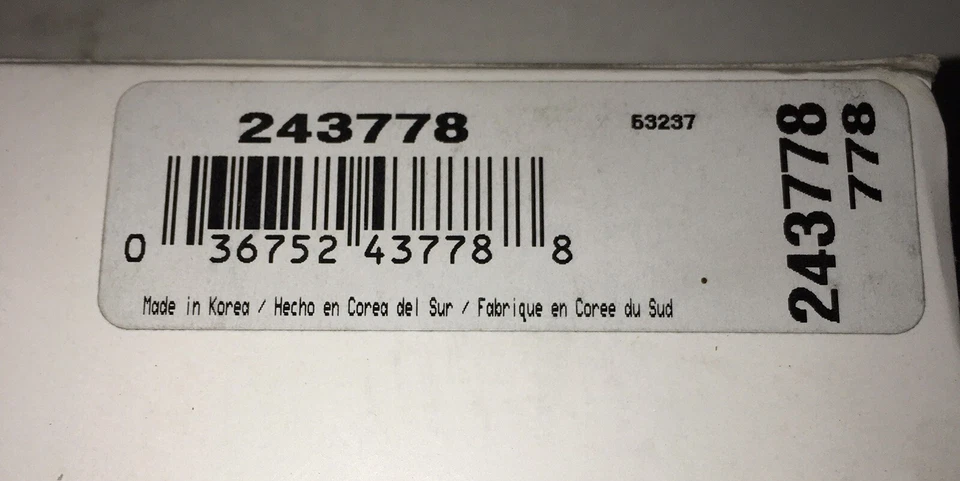 243778
53237
0 36752 43778 8
Made in Korea / Hecho en Corea del Sur / Fabrique en Coree du Sud
243778
778